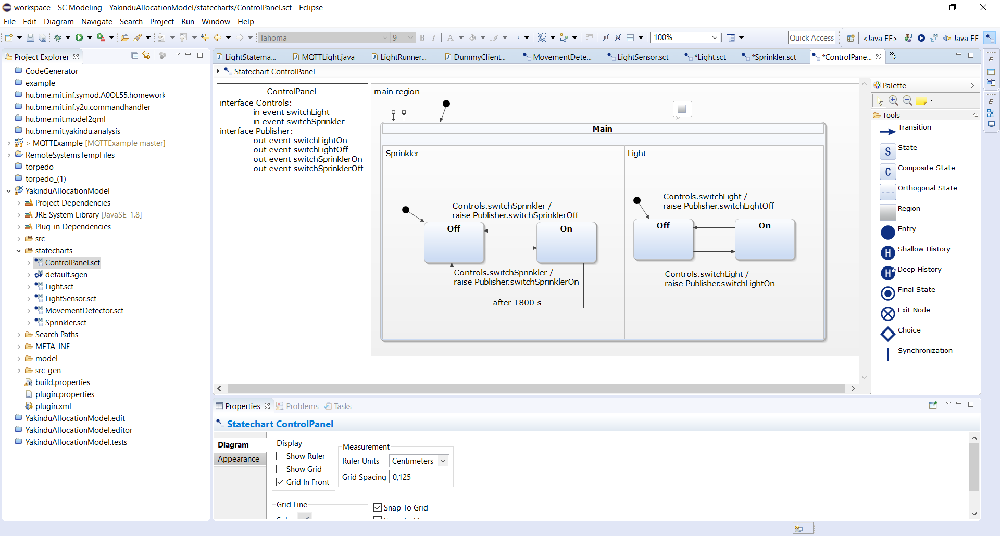 workspace - SC Modeling - YakinduAllocationModel/statecharts/ControlPanel.sct - Eclipse
File Edit Diagram Navigate Search Project Run Window Help
Tahoma 9 B I A 100% Quick Access <Java EE> Java EE
Project Explorer
CodeGenerator
example
hu.bme.mit.inf.symod.A0OL55.homework
hu.bme.mit.inf.y2u.commandhandler
hu.bme.mit.model2gml
hu.bme.mit.yakindu.analysis
> MQTTExample [MQTTExample master]
RemoteSystemsTempFiles
torpedo
torpedo_(1)
YakinduAllocationModel
Project Dependencies
JRE System Library [JavaSE-1.8]
Plug-in Dependencies
src
statecharts
ControlPanel.sct
default.sgen
Light.sct
LightSensor.sct
MovementDetector.sct
Sprinkler.sct
Search Paths
META-INF
model
src-gen
build.properties
plugin.properties
plugin.xml
YakinduAllocationModel.edit
YakinduAllocationModel.editor
YakinduAllocationModel.tests
LightStatema... MQTTLight.java LightRunner... DummyClient... MovementDete... LightSensor.sct *Light.sct *Sprinkler.sct *ControlPane... »5
Statechart ControlPanel
ControlPanel
interface Controls:
in event switchLight
in event switchSprinkler
interface Publisher:
out event switchLightOn
out event switchLightOff
out event switchSprinklerOn
out event switchSprinklerOff
main region
Main
Sprinkler
Controls.switchSprinkler /
raise Publisher.switchSprinklerOff
Off On
Controls.switchSprinkler /
raise Publisher.switchSprinklerOn
after 1800 s
Light
Controls.switchLight /
raise Publisher.switchLightOff
Off On
Controls.switchLight /
raise Publisher.switchLightOn
Palette
Tools
Transition
S State
C Composite State
Orthogonal State
Region
Entry
H Shallow History
H Deep History
Final State
Exit Node
Choice
Synchronization
Properties Problems Tasks
Statechart ControlPanel
Diagram
Appearance
Display
Show Ruler
Show Grid
Grid In Front
Measurement
Ruler Units Centimeters
Grid Spacing 0,125
Grid Line
Snap To Grid